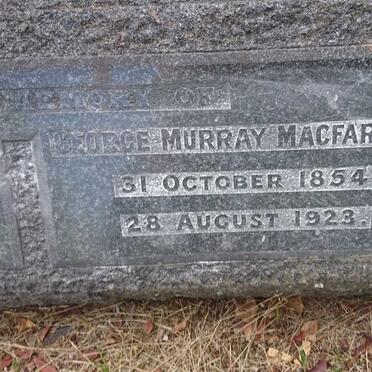 GEORGE MURRAY MACFAR
31 OCTOBER 1854
28 AUGUST 1923.